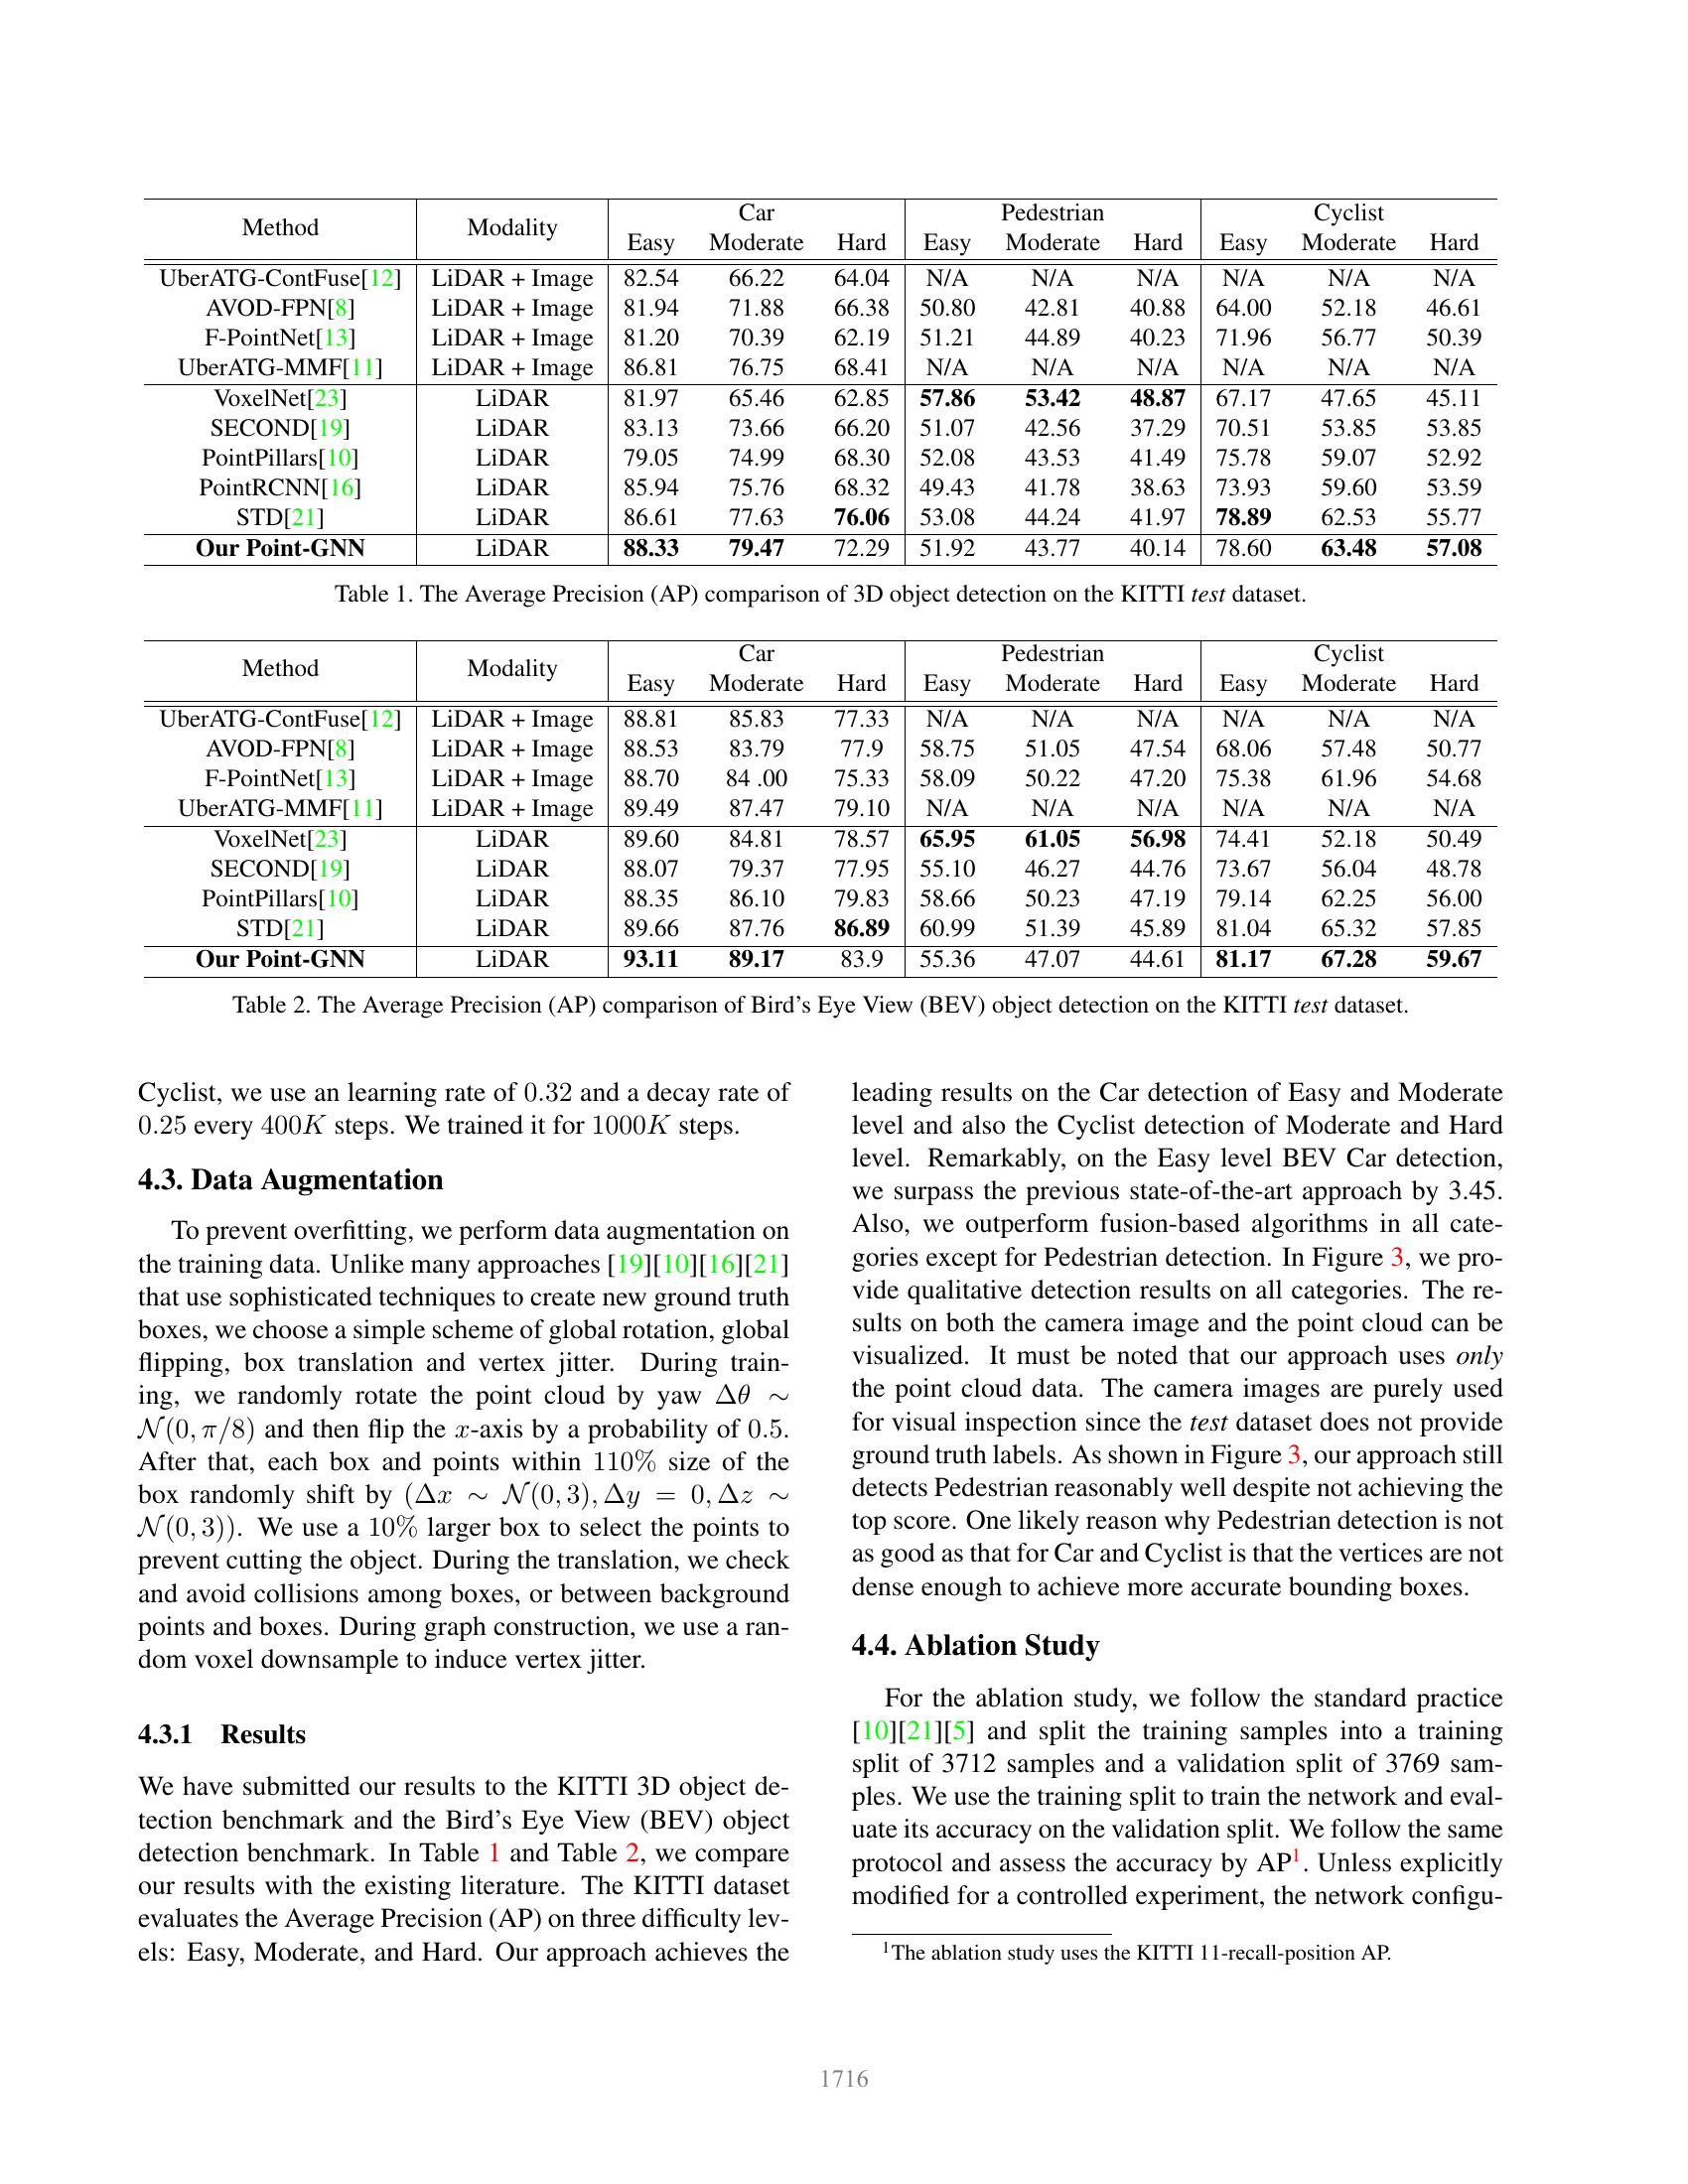 Method Modality Car Pedestrian Cyclist
Easy Moderate Hard Easy Moderate Hard Easy Moderate Hard
UberATG-ContFuse[12] LiDAR + Image 82.54 66.22 64.04 N/A N/A N/A N/A N/A N/A
AVOD-FPN[8] LiDAR + Image 81.94 71.88 66.38 50.80 42.81 40.88 64.00 52.18 46.61
F-PointNet[13] LiDAR + Image 81.20 70.39 62.19 51.21 44.89 40.23 71.96 56.77 50.39
UberATG-MMF[11] LiDAR + Image 86.81 76.75 68.41 N/A N/A N/A N/A N/A N/A
VoxelNet[23] LiDAR 81.97 65.46 62.85 57.86 53.42 48.87 67.17 47.65 45.11
SECOND[19] LiDAR 83.13 73.66 66.20 51.07 42.56 37.29 70.51 53.85 53.85
PointPillars[10] LiDAR 79.05 74.99 68.30 52.08 43.53 41.49 75.78 59.07 52.92
PointRCNN[16] LiDAR 85.94 75.76 68.32 49.43 41.78 38.63 73.93 59.60 53.59
STD[21] LiDAR 86.61 77.63 76.06 53.08 44.24 41.97 78.89 62.53 55.77
Our Point-GNN LiDAR 88.33 79.47 72.29 51.92 43.77 40.14 78.60 63.48 57.08
Table 1. The Average Precision (AP) comparison of 3D object detection on the KITTI test dataset.
Method Modality Car Pedestrian Cyclist
Easy Moderate Hard Easy Moderate Hard Easy Moderate Hard
UberATG-ContFuse[12] LiDAR + Image 88.81 85.83 77.33 N/A N/A N/A N/A N/A N/A
AVOD-FPN[8] LiDAR + Image 88.53 83.79 77.9 58.75 51.05 47.54 68.06 57.48 50.77
F-PointNet[13] LiDAR + Image 88.70 84 .00 75.33 58.09 50.22 47.20 75.38 61.96 54.68
UberATG-MMF[11] LiDAR + Image 89.49 87.47 79.10 N/A N/A N/A N/A N/A N/A
VoxelNet[23] LiDAR 89.60 84.81 78.57 65.95 61.05 56.98 74.41 52.18 50.49
SECOND[19] LiDAR 88.07 79.37 77.95 55.10 46.27 44.76 73.67 56.04 48.78
PointPillars[10] LiDAR 88.35 86.10 79.83 58.66 50.23 47.19 79.14 62.25 56.00
STD[21] LiDAR 89.66 87.76 86.89 60.99 51.39 45.89 81.04 65.32 57.85
Our Point-GNN LiDAR 93.11 89.17 83.9 55.36 47.07 44.61 81.17 67.28 59.67
Table 2. The Average Precision (AP) comparison of Bird's Eye View (BEV) object detection on the KITTI test dataset.
Cyclist, we use an learning rate of 0.32 and a decay rate of
0.25 every 400K steps. We trained it for 1000K steps.
4.3. Data Augmentation
To prevent overfitting, we perform data augmentation on
the training data. Unlike many approaches [19][10][16][21]
that use sophisticated techniques to create new ground truth
boxes, we choose a simple scheme of global rotation, global
flipping, box translation and vertex jitter. During train-
ing, we randomly rotate the point cloud by yaw Δθ ∼
𝒩(0, π/8) and then flip the x-axis by a probability of 0.5.
After that, each box and points within 110% size of the
box randomly shift by (Δx ∼ 𝒩(0, 3), Δy = 0, Δz ∼
𝒩(0, 3)). We use a 10% larger box to select the points to
prevent cutting the object. During the translation, we check
and avoid collisions among boxes, or between background
points and boxes. During graph construction, we use a ran-
dom voxel downsample to induce vertex jitter.
4.3.1 Results
We have submitted our results to the KITTI 3D object de-
tection benchmark and the Bird's Eye View (BEV) object
detection benchmark. In Table 1 and Table 2, we compare
our results with the existing literature. The KITTI dataset
evaluates the Average Precision (AP) on three difficulty lev-
els: Easy, Moderate, and Hard. Our approach achieves the
leading results on the Car detection of Easy and Moderate
level and also the Cyclist detection of Moderate and Hard
level. Remarkably, on the Easy level BEV Car detection,
we surpass the previous state-of-the-art approach by 3.45.
Also, we outperform fusion-based algorithms in all cate-
gories except for Pedestrian detection. In Figure 3, we pro-
vide qualitative detection results on all categories. The re-
sults on both the camera image and the point cloud can be
visualized. It must be noted that our approach uses only
the point cloud data. The camera images are purely used
for visual inspection since the test dataset does not provide
ground truth labels. As shown in Figure 3, our approach still
detects Pedestrian reasonably well despite not achieving the
top score. One likely reason why Pedestrian detection is not
as good as that for Car and Cyclist is that the vertices are not
dense enough to achieve more accurate bounding boxes.
4.4. Ablation Study
For the ablation study, we follow the standard practice
[10][21][5] and split the training samples into a training
split of 3712 samples and a validation split of 3769 sam-
ples. We use the training split to train the network and eval-
uate its accuracy on the validation split. We follow the same
protocol and assess the accuracy by AP¹. Unless explicitly
modified for a controlled experiment, the network configu-
¹The ablation study uses the KITTI 11-recall-position AP.
1716